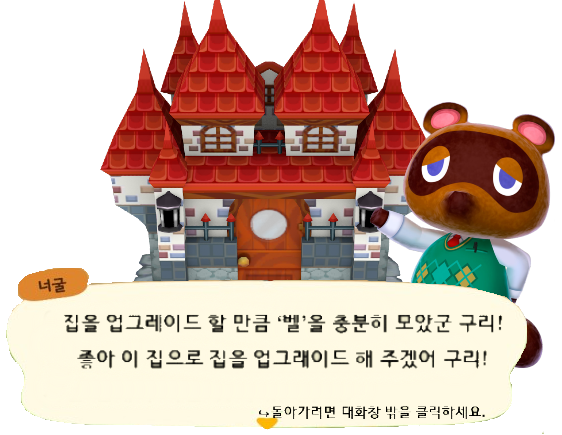 너굴
집을 업그레이드 할 만큼 '벨'을 충분히 모았군 구리!
좋아 이 집으로 집을 업그래이드 해 주겠어 구리!
↪돌아가려면 대화창 밖을 클릭하세요.